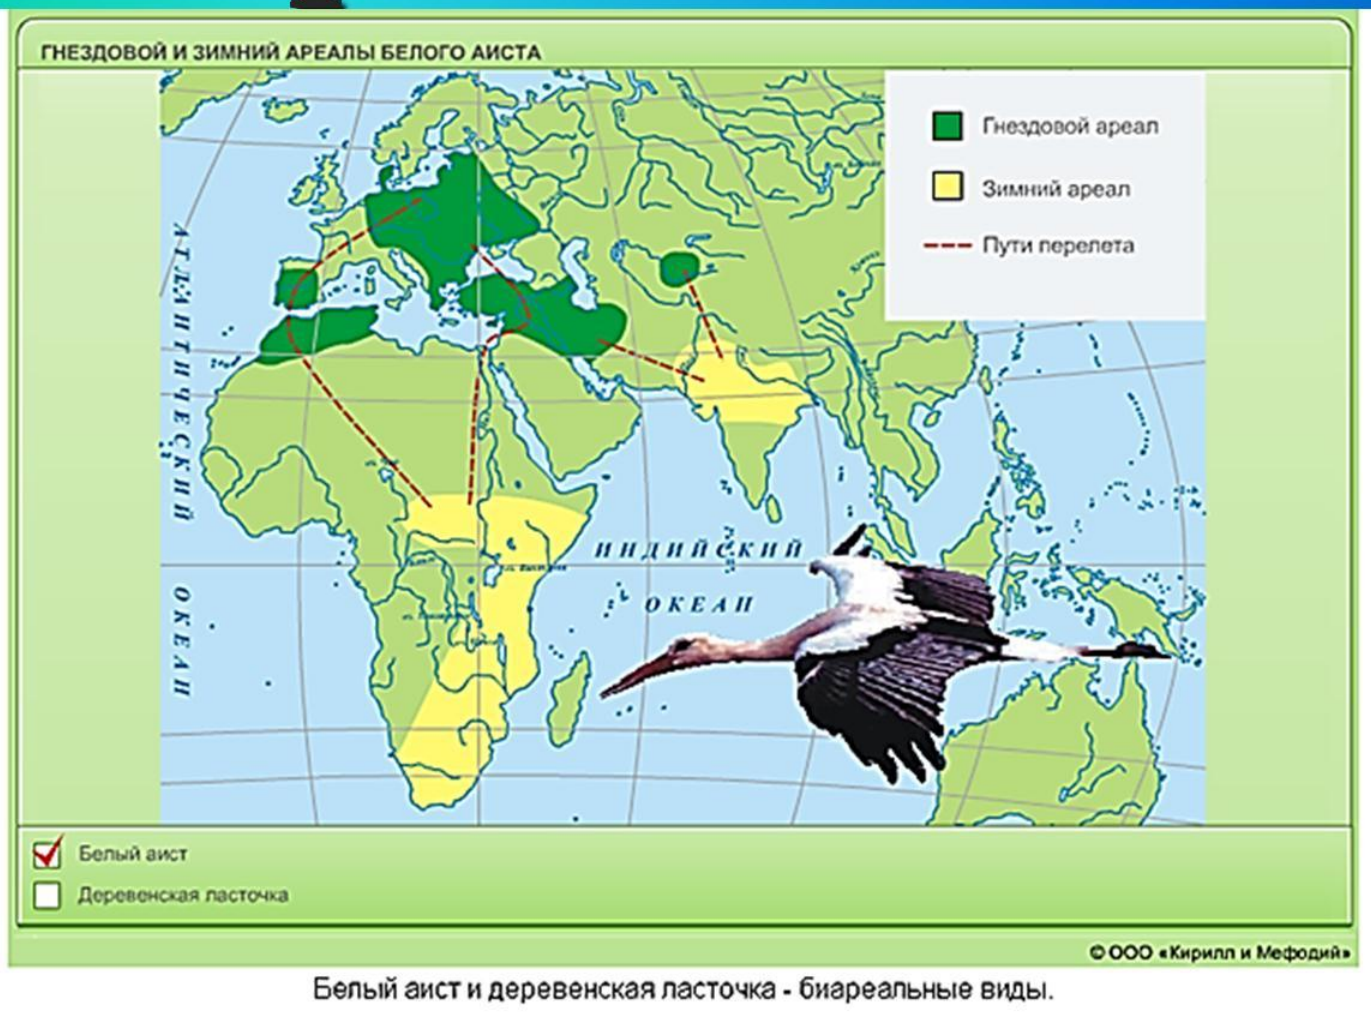 ГНЕЗДОВОЙ И ЗИМНИЙ АРЕАЛЫ БЕЛОГО АИСТА
Гнездовой ареал
Зимний ареал
Пути перелета
АТЛАНТИЧЕСКИЙ
ОКЕАН
ИНДИЙСКИЙ
ОКЕАН
Белый аист
Деревенская ласточка
© ООО «Кирилл и Мефодий»
Белый аист и деревенская ласточка - биареальные виды.